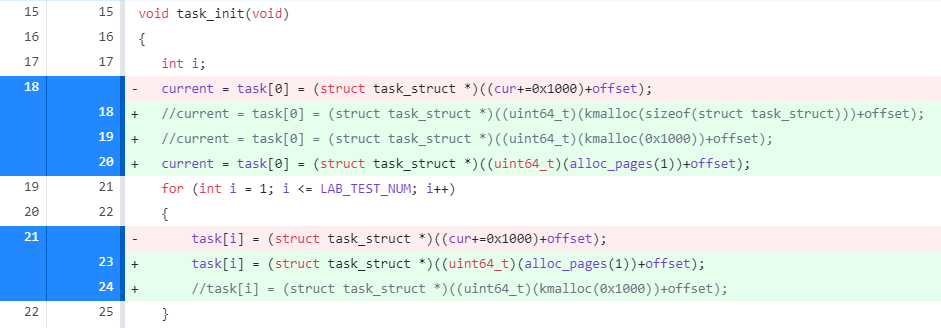 15 15 void task_init(void)
16 16 {
17 17 int i;
18 - current = task[0] = (struct task_struct *)((cur+=0x1000)+offset);
18 + //current = task[0] = (struct task_struct *)((uint64_t)(kmalloc(sizeof(struct task_struct)))+offset);
19 + //current = task[0] = (struct task_struct *)((uint64_t)(kmalloc(0x1000))+offset);
20 + current = task[0] = (struct task_struct *)((uint64_t)(alloc_pages(1))+offset);
19 21 for (int i = 1; i <= LAB_TEST_NUM; i++)
20 22 {
21 - task[i] = (struct task_struct *)((cur+=0x1000)+offset);
23 + task[i] = (struct task_struct *)((uint64_t)(alloc_pages(1))+offset);
24 + //task[i] = (struct task_struct *)((uint64_t)(kmalloc(0x1000))+offset);
22 25 }